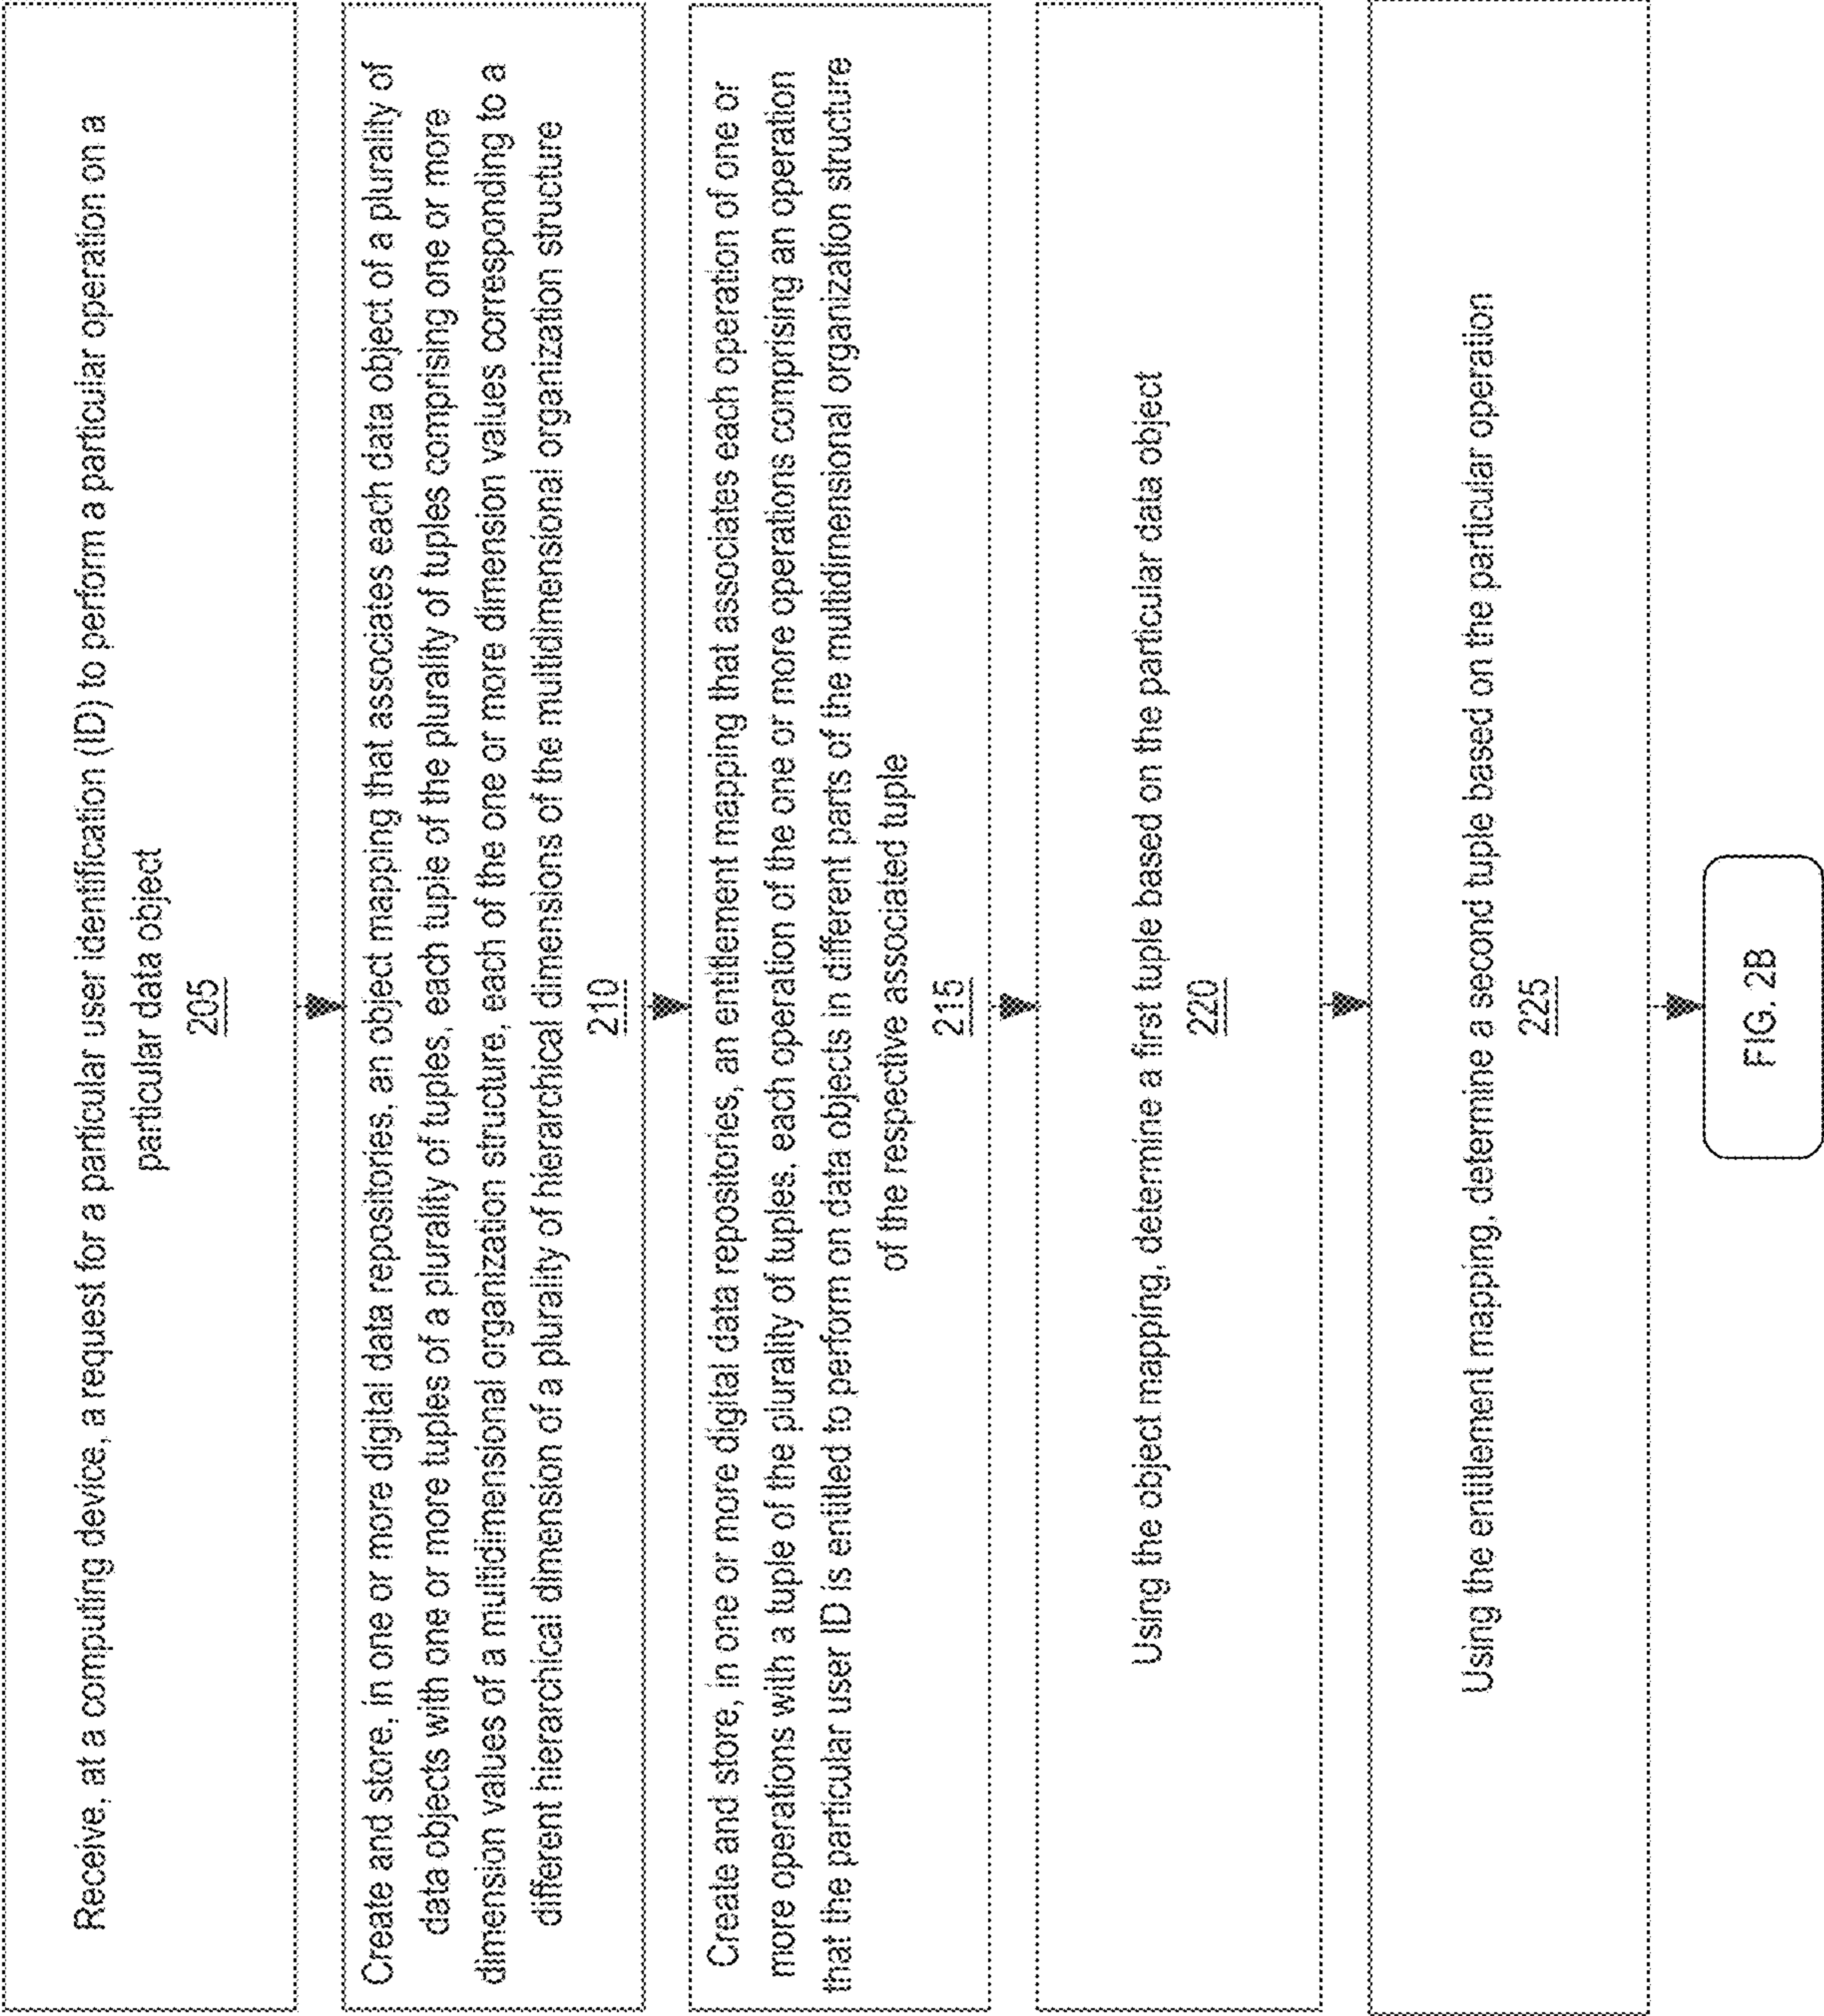 Receive, at a computing device, a request for a particular user identification (ID) to perform a particular operation on a
particular data object
205
Create and store, in one or more digital data repositories, an object mapping that associates each data object of a plurality of
data objects with one or more tuples of a plurality of tuples, each tuple of the plurality of tuples comprising one or more
dimension values of a multidimensional organization structure, each of the one or more dimension values corresponding to a
different hierarchical dimension of a plurality of hierarchical dimensions of the multidimensional organization structure
210
Create and store, in one or more digital data repositories, an entitlement mapping that associates each operation of one or
more operations with a tuple of the plurality of tuples, each operation of the one or more operations comprising an operation
that the particular user ID is entitled to perform on data objects in different parts of the multidimensional organization structure
of the respective associated tuple
215
Using the object mapping, determine a first tuple based on the particular data object
220
Using the entitlement mapping, determine a second tuple based on the particular operation
225
FIG. 2B